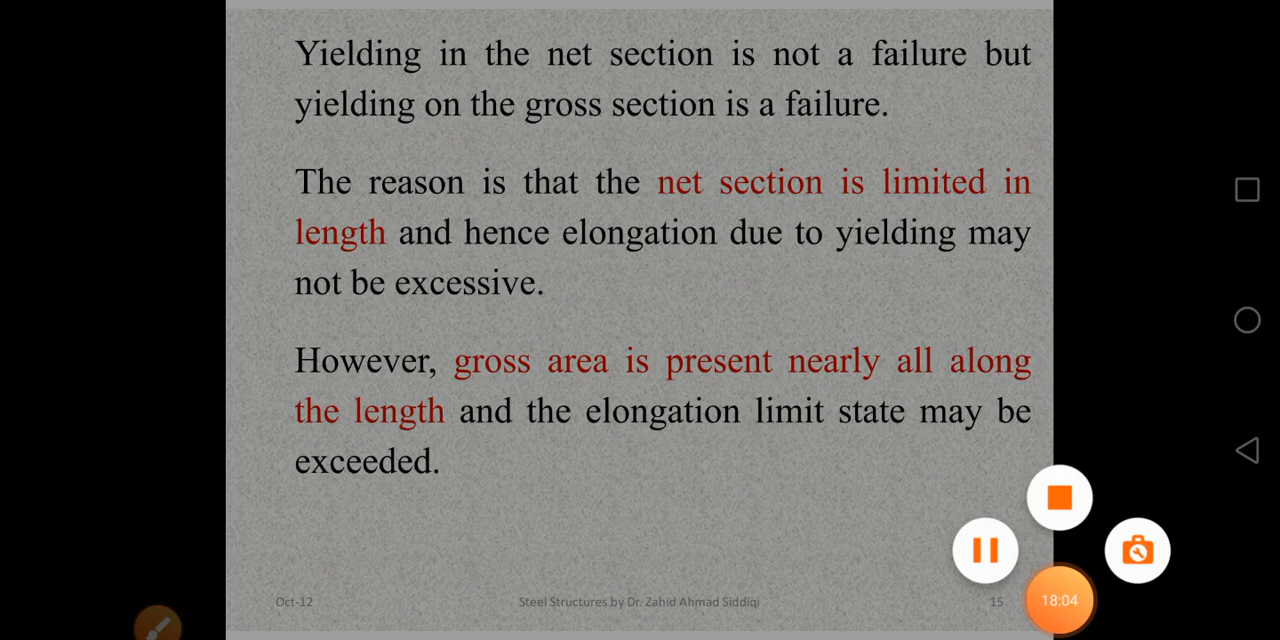 Yielding in the net section is not a failure but
yielding on the gross section is a failure.
The reason is that the net section is limited in
length and hence elongation due to yielding may
not be excessive.
However, gross area is present nearly all along
the length and the elongation limit state may be
exceeded.
Oct-12
Steel Structures by Dr. Zahid Ahmad Siddiqi
15
18:04